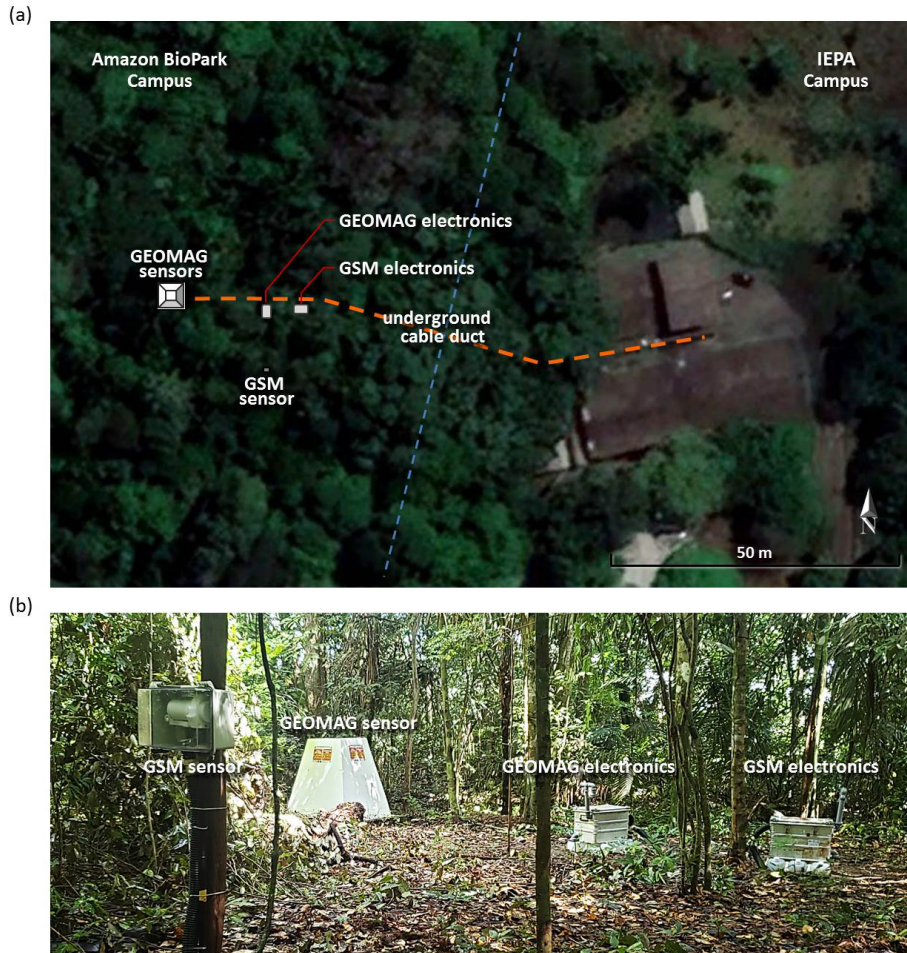 (a)
Amazon BioPark
Campus
IEPA
Campus
GEOMAG electronics
GEOMAG
sensors
GSM electronics
underground
cable duct
GSM
sensor
N
50 m
(b)
GEOMAG sensor
GSM sensor
GEOMAG electronics
GSM electronics